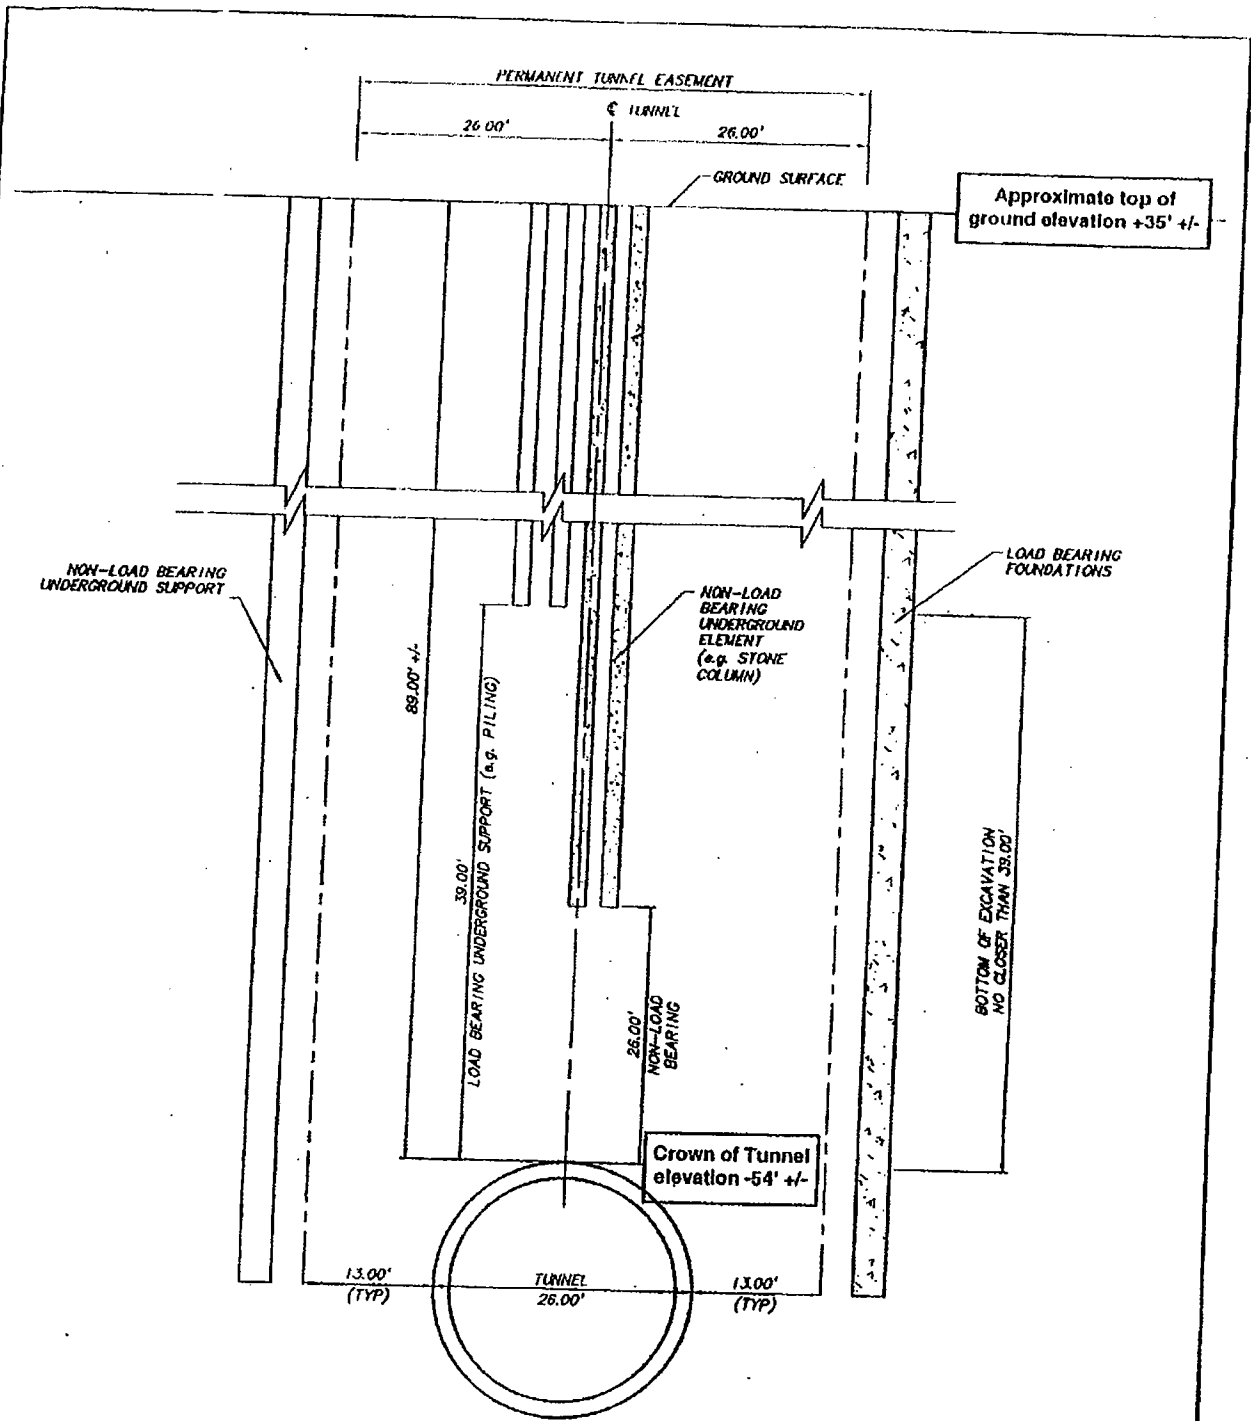 PERMANENT TUNNEL EASEMENT
℄ TUNNEL
26.00'
26.00'
GROUND SURFACE
Approximate top of
ground elevation +35' +/-
NON-LOAD BEARING
UNDERGROUND SUPPORT
LOAD BEARING
FOUNDATIONS
NON-LOAD
BEARING
UNDERGROUND
ELEMENT
(e.g. STONE
COLUMN)
89.00' +/-
39.00'
LOAD BEARING UNDERGROUND SUPPORT (e.g. PILING)
BOTTOM OF EXCAVATION
NO CLOSER THAN 39.00'
26.00'
NON-LOAD
BEARING
Crown of Tunnel
elevation -54' +/-
13.00'
(TYP)
TUNNEL
26.00'
13.00'
(TYP)